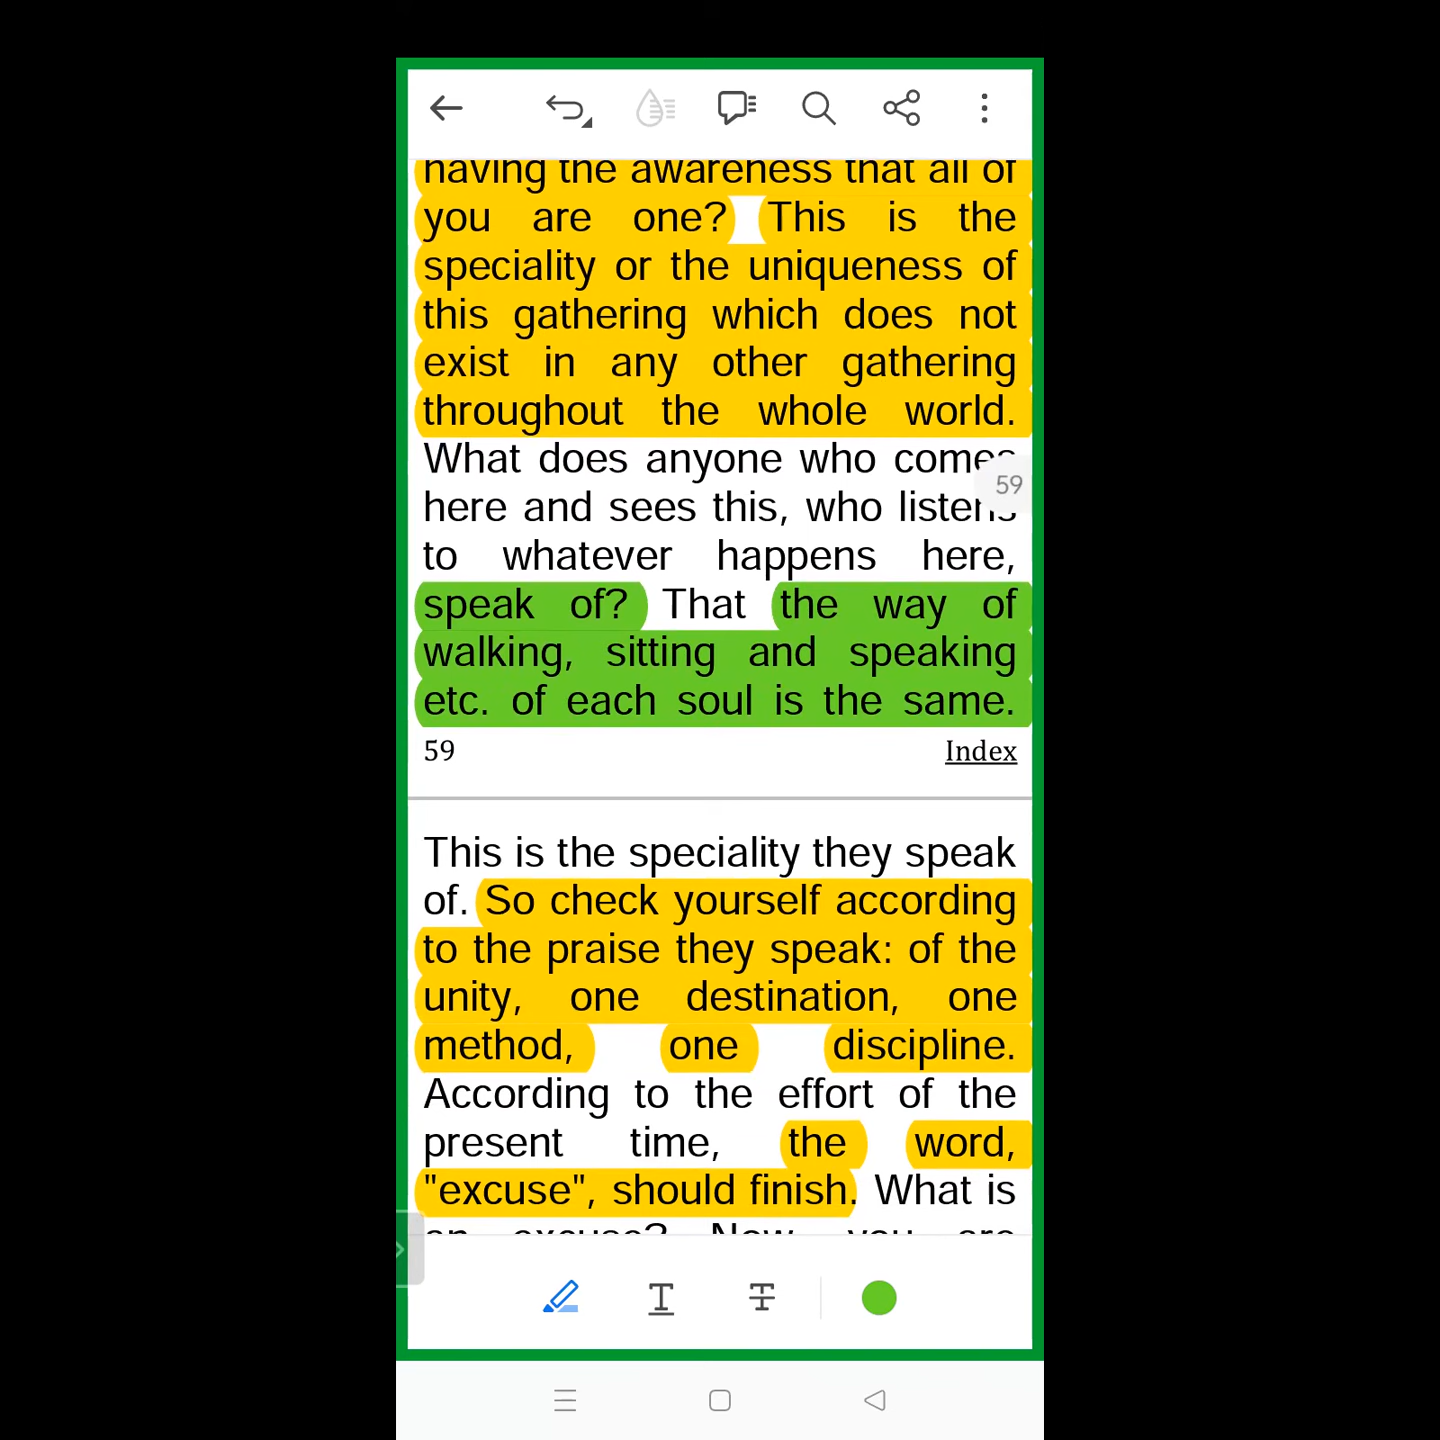 having the awareness that all of
you are one? This is the
speciality or the uniqueness of
this gathering which does not
exist in any other gathering
throughout the whole world.
What does anyone who comes
59
here and sees this, who listens
to whatever happens here,
speak of? That the way of
walking, sitting and speaking
etc. of each soul is the same.
59 Index
This is the speciality they speak
of. So check yourself according
to the praise they speak: of the
unity, one destination, one
method, one discipline.
According to the effort of the
present time, the word,
"excuse", should finish. What is
an excuse? Now, you are